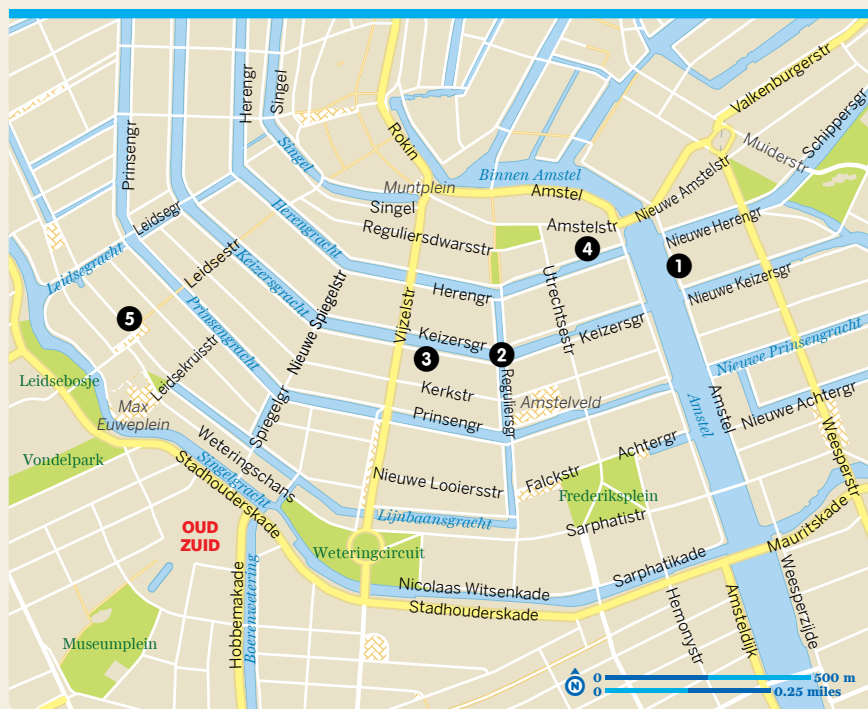 Prinsengr
Herengr
Singel
Singel
Rokin
Muntplein
Singel
Binnen Amstel
Amstel
Valkenburgerstr
Muiderstr
Schippersgr
Nieuwe Amstelstr
Amstelstr
4
Nieuwe Herengr
1
Nieuwe Keizersgr
Nieuwe Prinsengracht
Leidsegracht
Leidsegr
Leidsestr
Herengracht
Keizersgracht
Prinsengracht
Reguliersdwarsstr
Herengr
Utrechtsestr
Keizersgr
Nieuwe Spiegelstr
Vijzelstr
Keizersgr
3
2
Reguliersgr
Kerkstr
Prinsengr
Amstelveld
5
Leidsekruisstr
Leidsebosje
Max
Euweplein
Spiegelgr
Weteringschans
Vondelpark
Singelgracht
Stadhouderskade
Nieuwe Looiersstr
Lijnbaansgracht
Falckstr
Achtergr
Frederiksplein
Sarphatistr
Amstel
Amstel
Nieuwe Achtergr
Weesperstr
OUD
ZUID
Weteringcircuit
Nicolaas Witsenkade
Stadhouderskade
Sarphatikade
Mauritskade
Hobbemakade
Boerenwetering
Museumplein
Hemonystr
Amsteldijk
Weesperzijde
N
0 500 m
0 0.25 miles